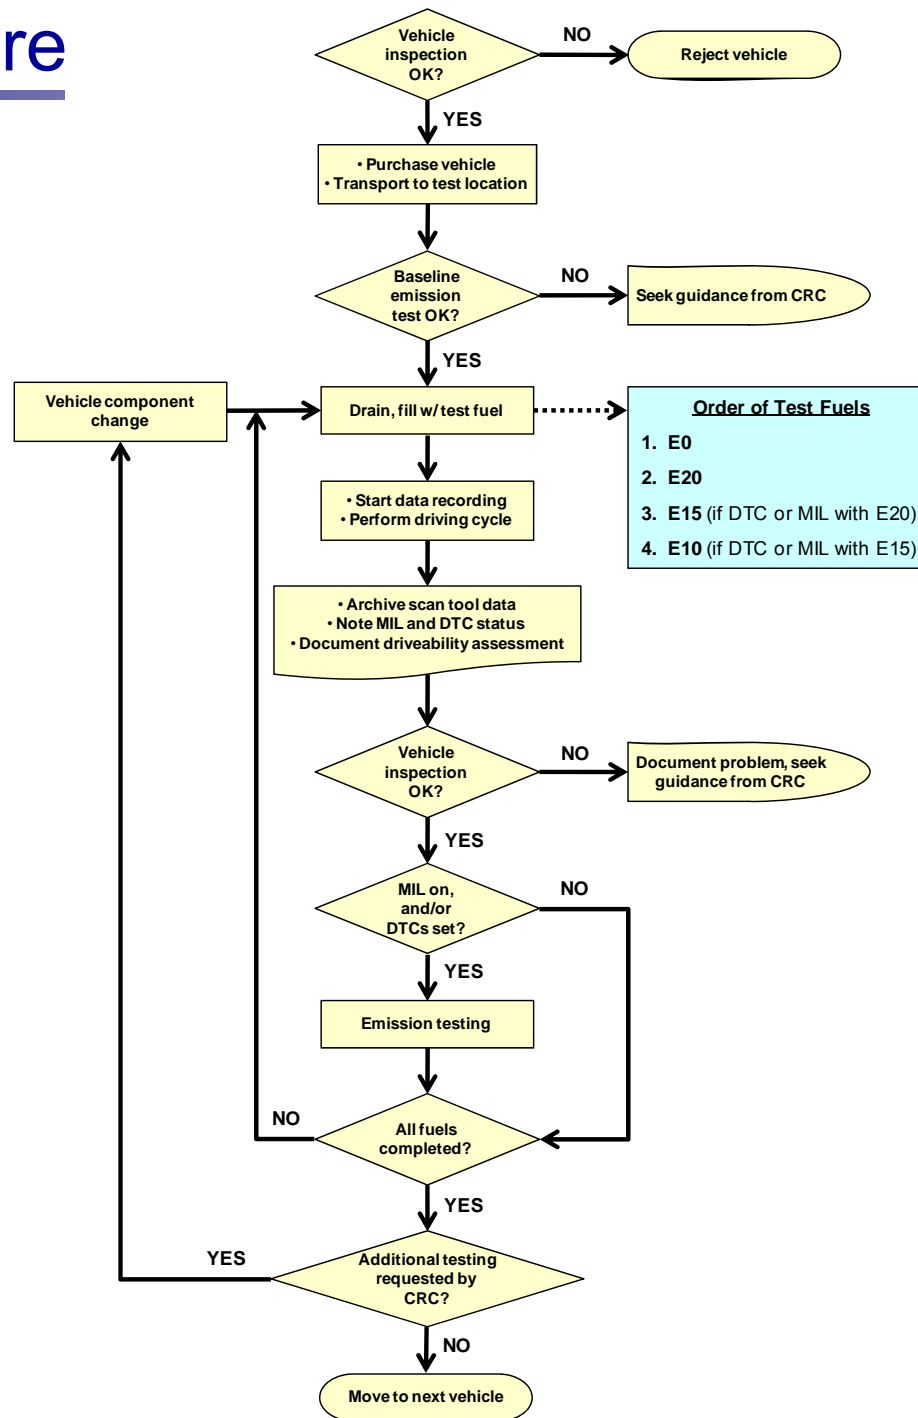 re
Vehicle
inspection
OK?
NO
Reject vehicle
YES
• Purchase vehicle
• Transport to test location
Baseline
emission
test OK?
NO
Seek guidance from CRC
YES
Vehicle component
change
Drain, fill w/ test fuel
Order of Test Fuels
1. E0
2. E20
3. E15 (if DTC or MIL with E20)
4. E10 (if DTC or MIL with E15)
• Start data recording
• Perform driving cycle
• Archive scan tool data
• Note MIL and DTC status
• Document driveability assessment
Vehicle
inspection
OK?
NO
Document problem, seek
guidance from CRC
YES
MIL on,
and/or
DTCs set?
NO
YES
Emission testing
NO
All fuels
completed?
YES
YES
Additional testing
requested by
CRC?
NO
Move to next vehicle